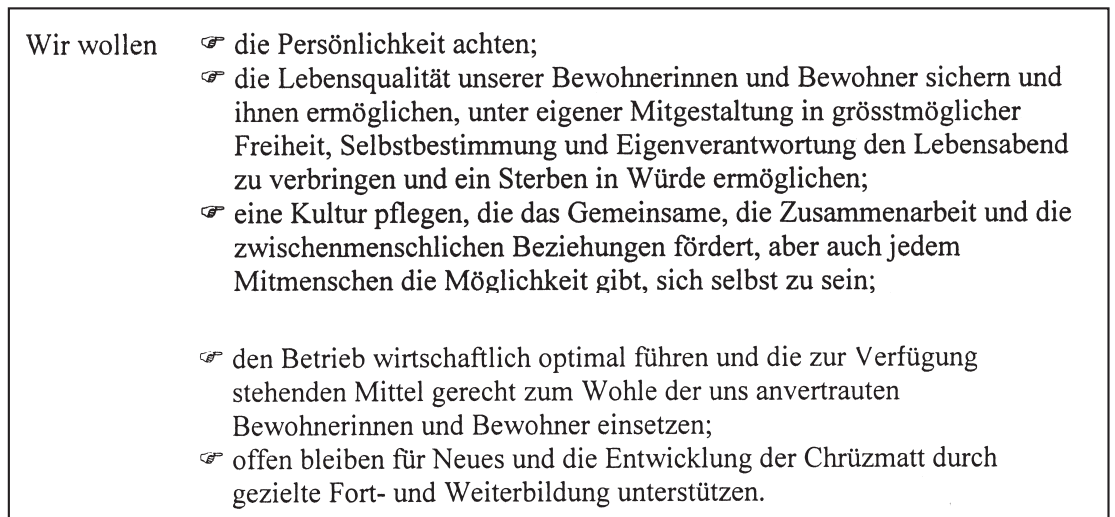 Wir wollen ☞ die Persönlichkeit achten;
☞ die Lebensqualität unserer Bewohnerinnen und Bewohner sichern und
ihnen ermöglichen, unter eigener Mitgestaltung in grösstmöglicher
Freiheit, Selbstbestimmung und Eigenverantwortung den Lebensabend
zu verbringen und ein Sterben in Würde ermöglichen;
☞ eine Kultur pflegen, die das Gemeinsame, die Zusammenarbeit und die
zwischenmenschlichen Beziehungen fördert, aber auch jedem
Mitmenschen die Möglichkeit gibt, sich selbst zu sein;
☞ den Betrieb wirtschaftlich optimal führen und die zur Verfügung
stehenden Mittel gerecht zum Wohle der uns anvertrauten
Bewohnerinnen und Bewohner einsetzen;
☞ offen bleiben für Neues und die Entwicklung der Chrüzmatt durch
gezielte Fort- und Weiterbildung unterstützen.